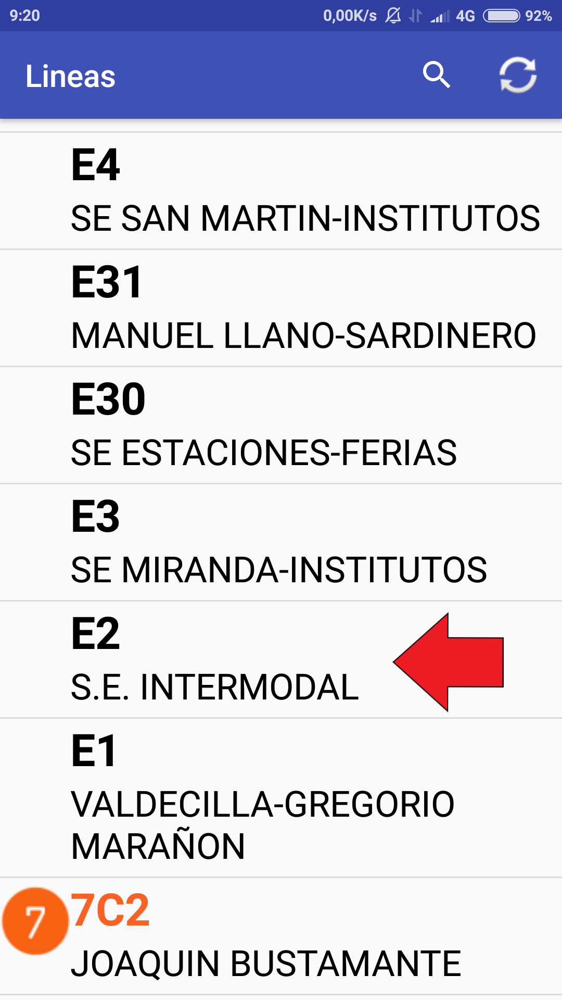 9:20 0,00K/s 4G 92%
Lineas
E4
SE SAN MARTIN-INSTITUTOS
E31
MANUEL LLANO-SARDINERO
E30
SE ESTACIONES-FERIAS
E3
SE MIRANDA-INSTITUTOS
E2
S.E. INTERMODAL
E1
VALDECILLA-GREGORIO
MARAÑON
7 7C2
JOAQUIN BUSTAMANTE